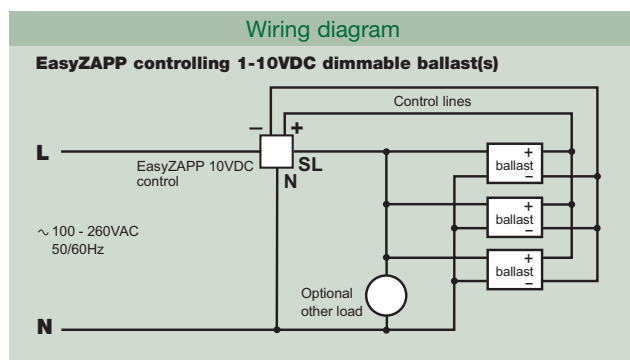 Wiring diagram
EasyZAPP controlling 1-10VDC dimmable ballast(s)
Control lines
– +
L
EasyZAPP 10VDC
control
SL
N
+
ballast
–
+
ballast
–
+
ballast
–
~ 100 - 260VAC
50/60Hz
Optional
other load
N